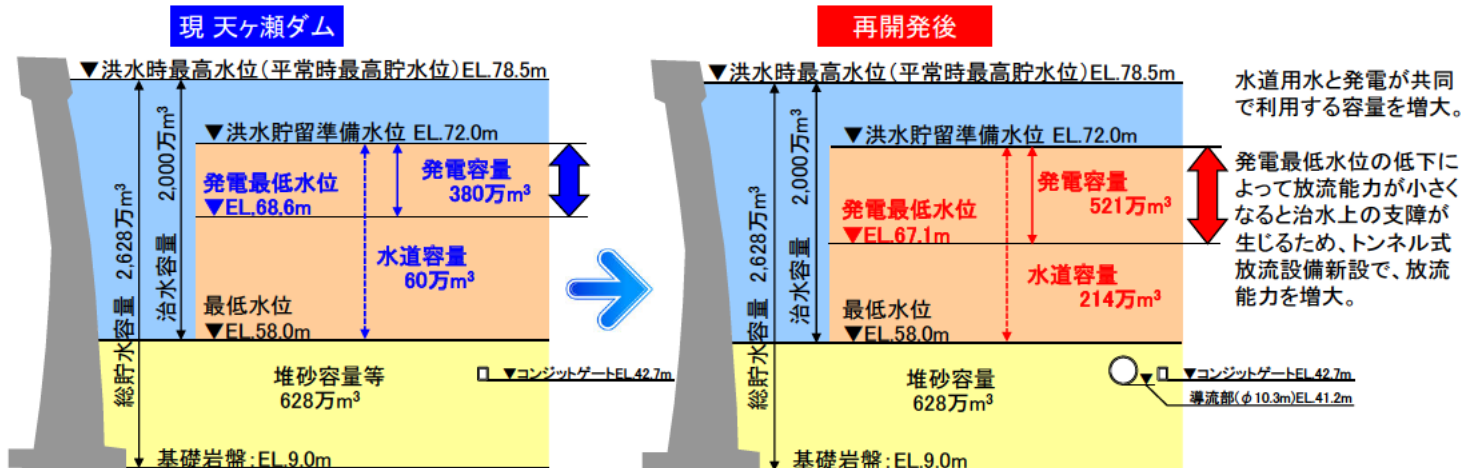 現 天ヶ瀬ダム
▼洪水時最高水位(平常時最高貯水位)EL.78.5m
▼洪水貯留準備水位 EL.72.0m
発電最低水位
▼EL.68.6m
発電容量
380万m³
水道容量
60万m³
最低水位
▼EL.58.0m
総貯水容量 2,628万m³
治水容量 2,000万m³
堆砂容量等
628万m³
▼コンジットゲートEL.42.7m
基礎岩盤:EL.9.0m
再開発後
▼洪水時最高水位(平常時最高貯水位)EL.78.5m
▼洪水貯留準備水位 EL.72.0m
発電容量
521万m³
発電最低水位
▼EL.67.1m
水道容量
214万m³
最低水位
▼EL.58.0m
総貯水容量 2,628万m³
治水容量 2,000万m³
堆砂容量
628万m³
▼コンジットゲートEL.42.7m
導流部(φ10.3m)EL.41.2m
基礎岩盤:EL.9.0m
水道用水と発電が共同
で利用する容量を増大。
発電最低水位の低下に
よって放流能力が小さく
なると治水上の支障が
生じるため、トンネル式
放流設備新設で、放流
能力を増大。